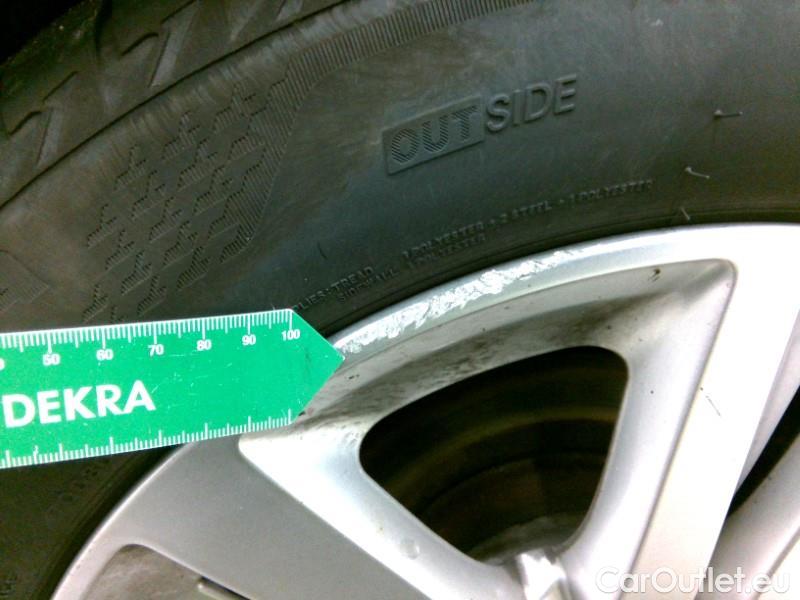 OUTSIDE
PLIES: TREAD 1 POLYESTER + 2 STEEL + 1 POLYESTER
SIDEWALL 1 POLYESTER
50 60 70 80 90 100
DEKRA
CarOutlet.eu